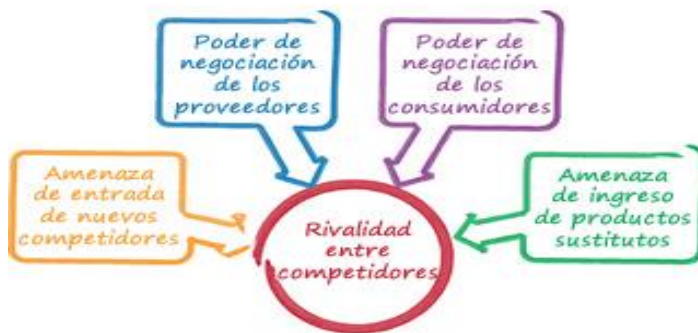 Poder de
negociación
de los
proveedores
Poder de
negociación
de los
consumidores
Amenaza
de entrada
de nuevos
competidores
Rivalidad
entre
competidores
Amenaza
de ingreso
de productos
sustitutos